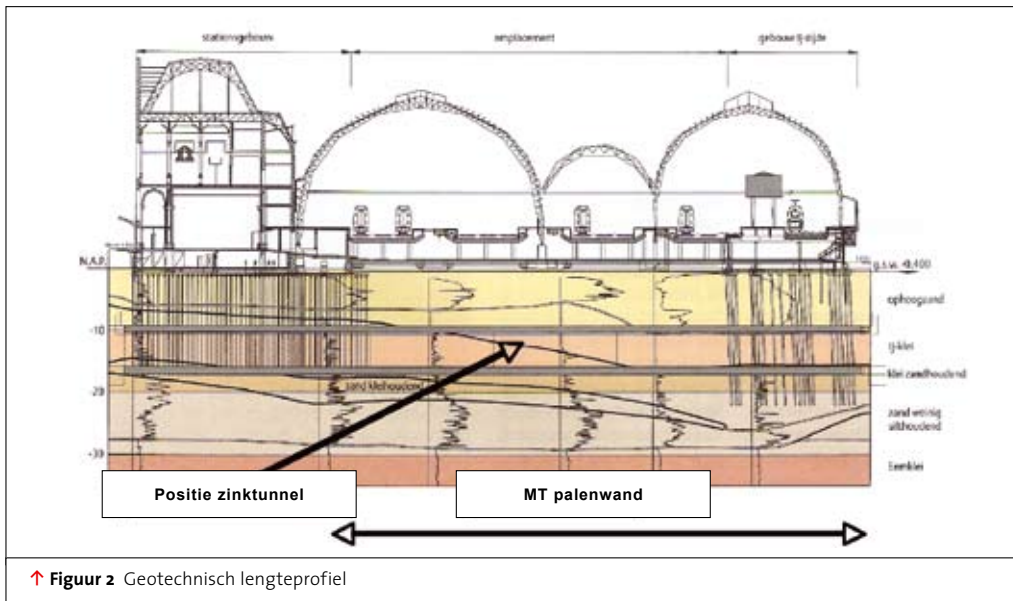 stationsgebouw
emplacement
gebouw IJ-zijde
N.A.P.
ophoogzand
-10
IJ-klei
klei zandhoudend
zand kleihoudend
-20
zand weinig
slibhoudend
-30
Eemklei
Positie zinktunnel
MT palenwand
↑ Figuur 2 Geotechnisch lengteprofiel